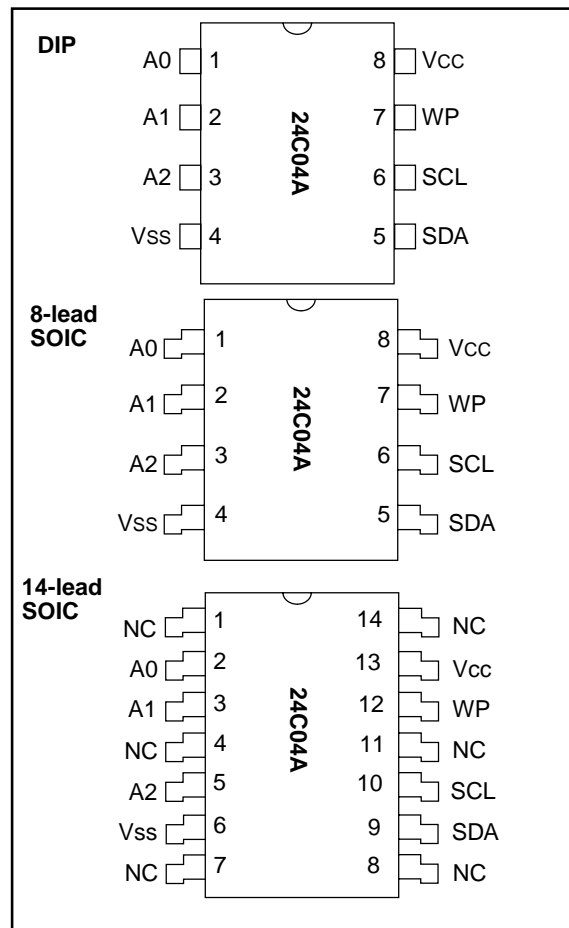 DIP
A0 1 8 Vcc
A1 2 7 WP
A2 3 6 SCL
Vss 4 5 SDA
24C04A
8-lead
SOIC
A0 1 8 Vcc
A1 2 7 WP
A2 3 6 SCL
Vss 4 5 SDA
24C04A
14-lead
SOIC
NC 1 14 NC
A0 2 13 Vcc
A1 3 12 WP
NC 4 11 NC
A2 5 10 SCL
Vss 6 9 SDA
NC 7 8 NC
24C04A